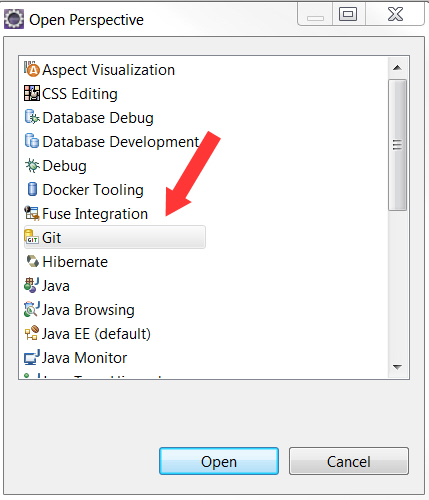 Open Perspective
Aspect Visualization
CSS Editing
Database Debug
Database Development
Debug
Docker Tooling
Fuse Integration
GIT Git
Hibernate
Java
Java Browsing
Java EE (default)
Java Monitor
Open
Cancel